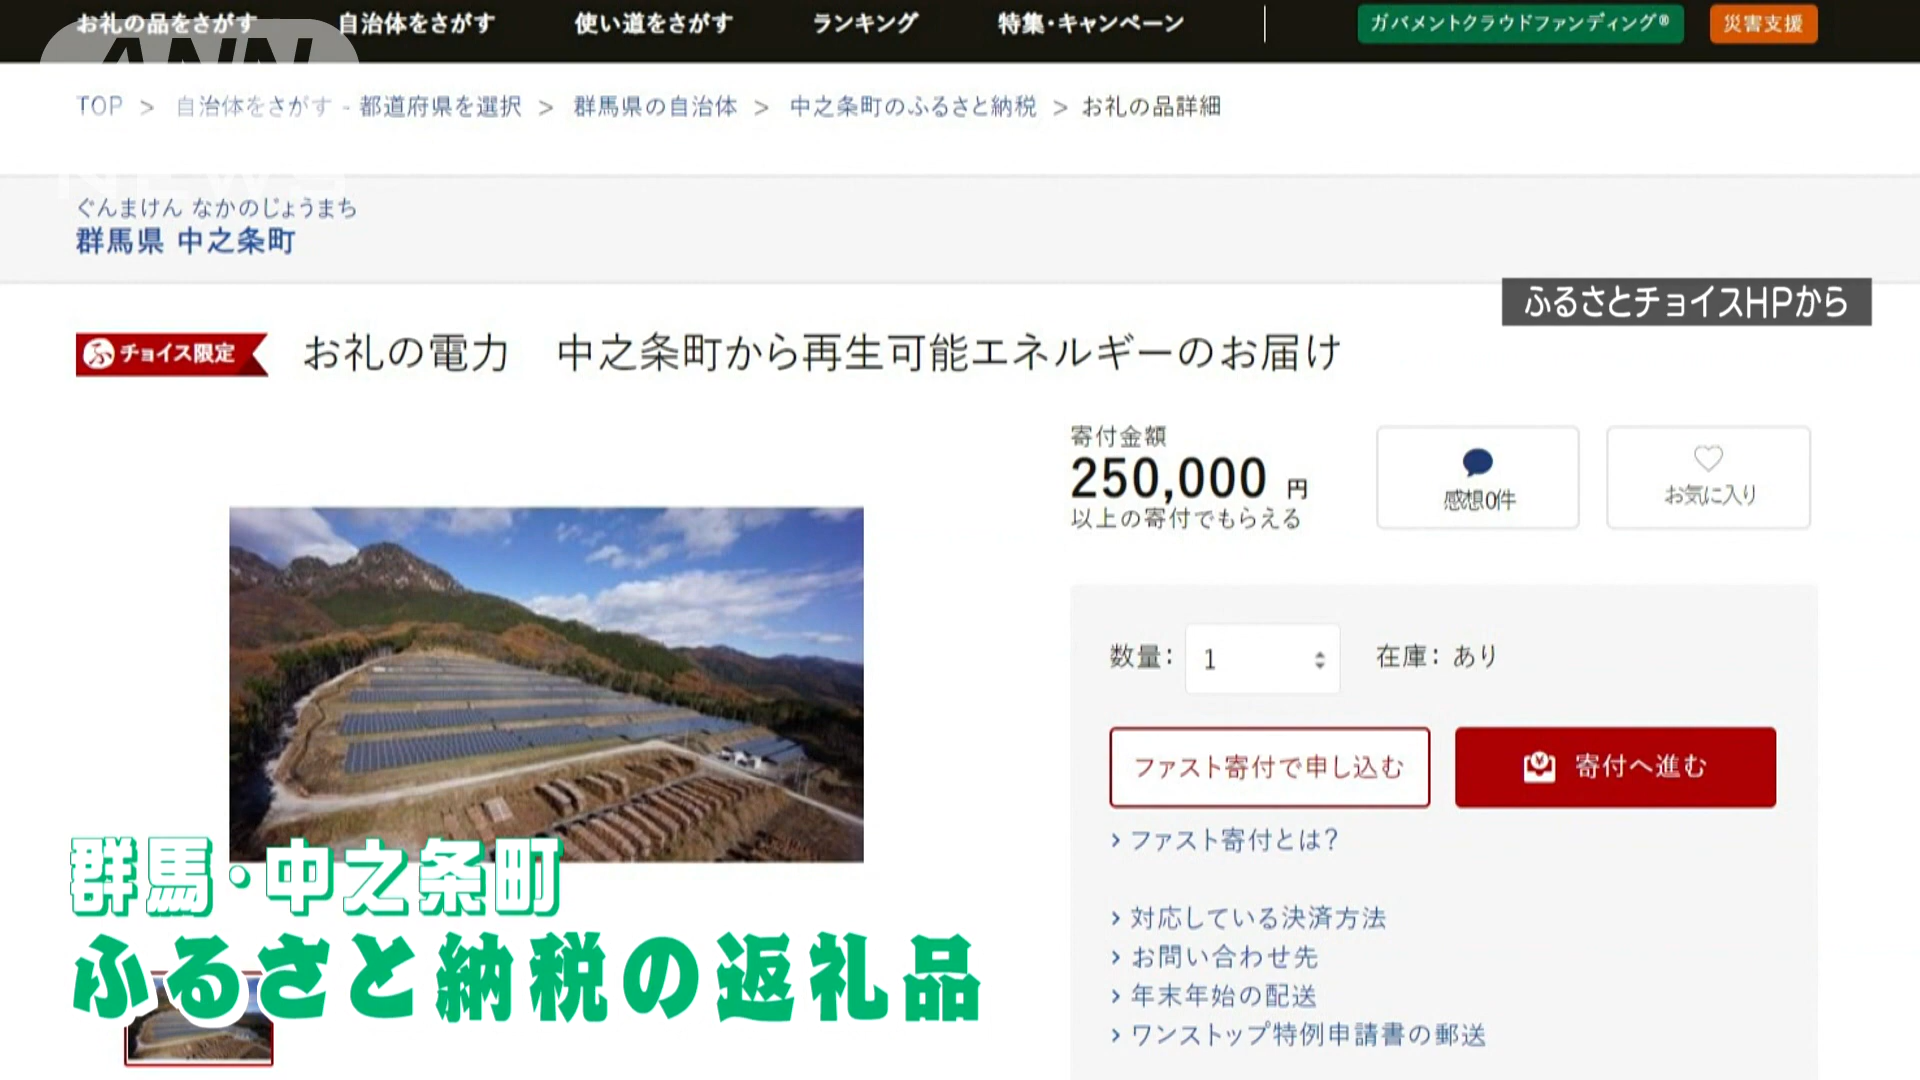 お礼の品をさがす 自治体をさがす 使い道をさがす ランキング 特集・キャンペーン ガバメントクラウドファンディング® 災害支援
ANN
NEWS
TOP > 自治体をさがす - 都道府県を選択 > 群馬県の自治体 > 中之条町のふるさと納税 > お礼の品詳細
ぐんまけん なかのじょうまち
群馬県 中之条町
ふるさとチョイスHPから
チョイス限定 お礼の電力　中之条町から再生可能エネルギーのお届け
寄付金額
250,000 円
以上の寄付でもらえる
感想0件
お気に入り
数量： 1 在庫：あり
ファスト寄付で申し込む 寄付へ進む
> ファスト寄付とは?
> 対応している決済方法
> お問い合わせ先
> 年末年始の配送
> ワンストップ特例申請書の郵送
群馬・中之条町
ふるさと納税の返礼品